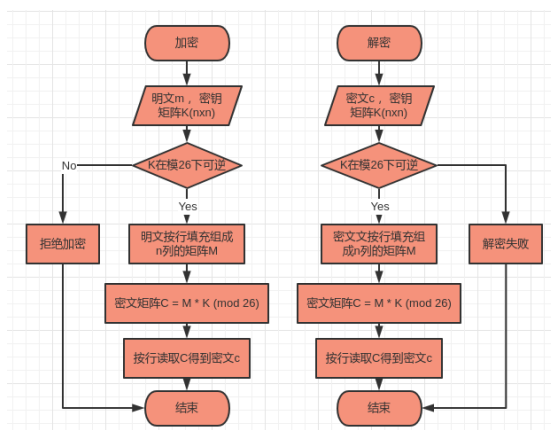 加密
明文m ，密钥
矩阵K(nxn)
K在模26下可逆
No
Yes
拒绝加密
明文按行填充组成
n列的矩阵M
密文矩阵C = M * K (mod 26)
按行读取C得到密文c
结束
解密
密文c ，密钥
矩阵K(nxn)
K在模26下可逆
Yes
密文文按行填充组
成n列的矩阵M
解密失败
密文矩阵C = M * K (mod 26)
按行读取C得到密文c
结束